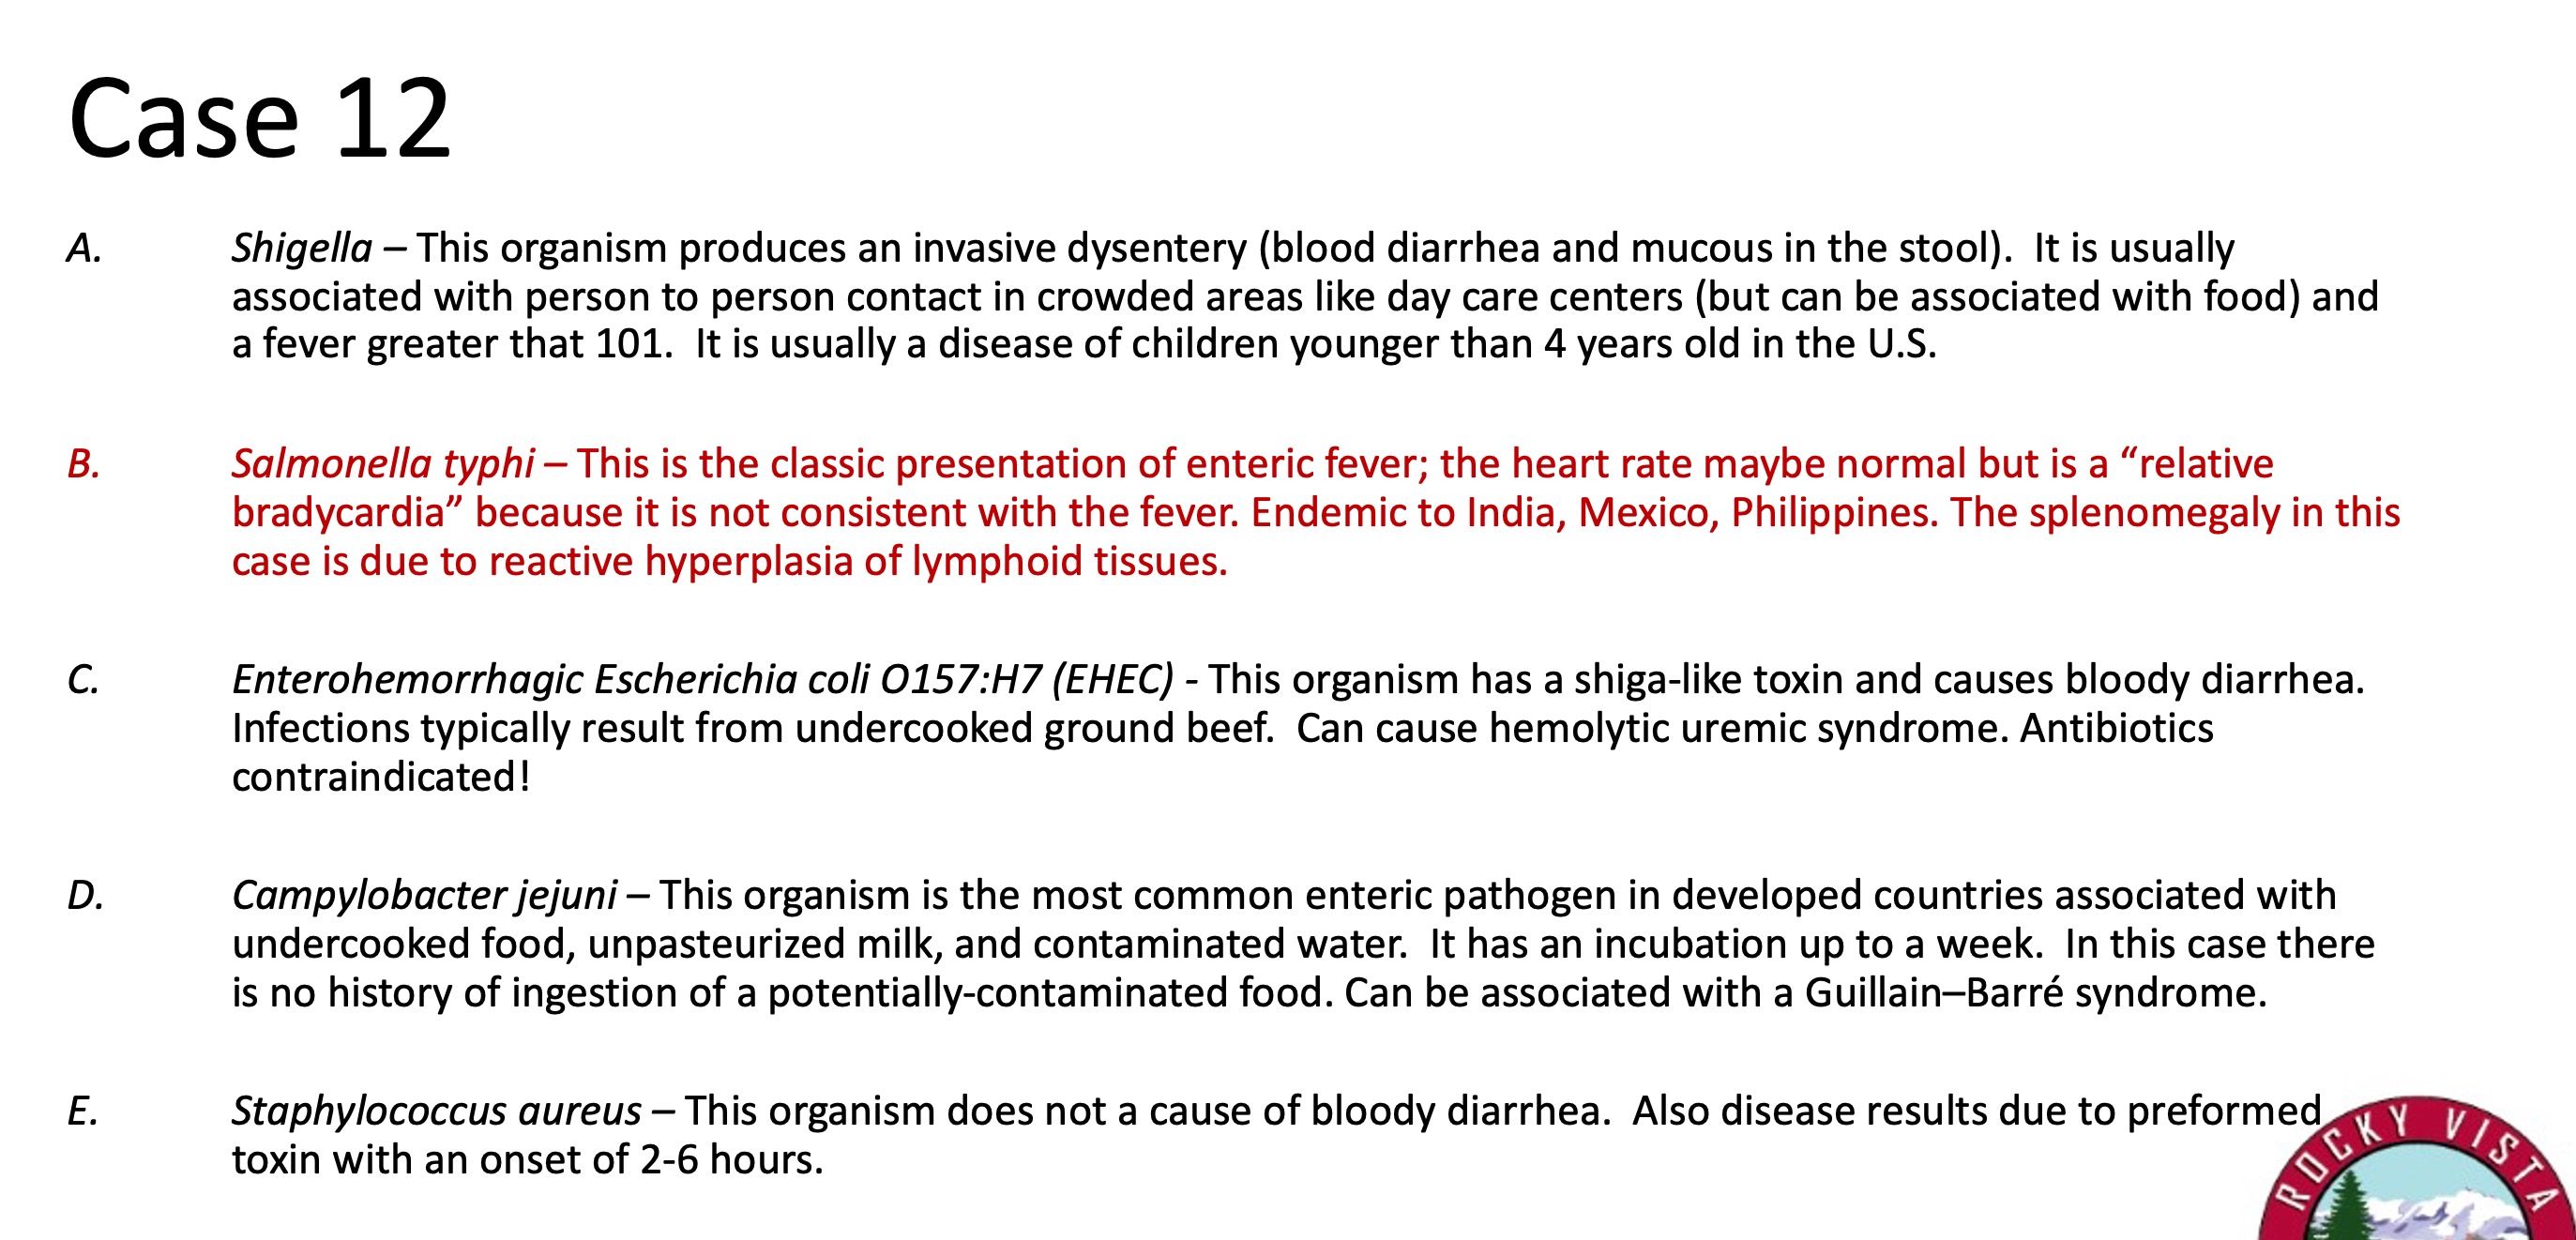 Case 12
A. Shigella – This organism produces an invasive dysentery (blood diarrhea and mucous in the stool). It is usually
associated with person to person contact in crowded areas like day care centers (but can be associated with food) and
a fever greater that 101. It is usually a disease of children younger than 4 years old in the U.S.
B. Salmonella typhi – This is the classic presentation of enteric fever; the heart rate maybe normal but is a “relative
bradycardia” because it is not consistent with the fever. Endemic to India, Mexico, Philippines. The splenomegaly in this
case is due to reactive hyperplasia of lymphoid tissues.
C. Enterohemorrhagic Escherichia coli O157:H7 (EHEC) - This organism has a shiga-like toxin and causes bloody diarrhea.
Infections typically result from undercooked ground beef. Can cause hemolytic uremic syndrome. Antibiotics
contraindicated!
D. Campylobacter jejuni – This organism is the most common enteric pathogen in developed countries associated with
undercooked food, unpasteurized milk, and contaminated water. It has an incubation up to a week. In this case there
is no history of ingestion of a potentially-contaminated food. Can be associated with a Guillain–Barré syndrome.
E. Staphylococcus aureus – This organism does not a cause of bloody diarrhea. Also disease results due to preformed
toxin with an onset of 2-6 hours.
ROCKY VISTA